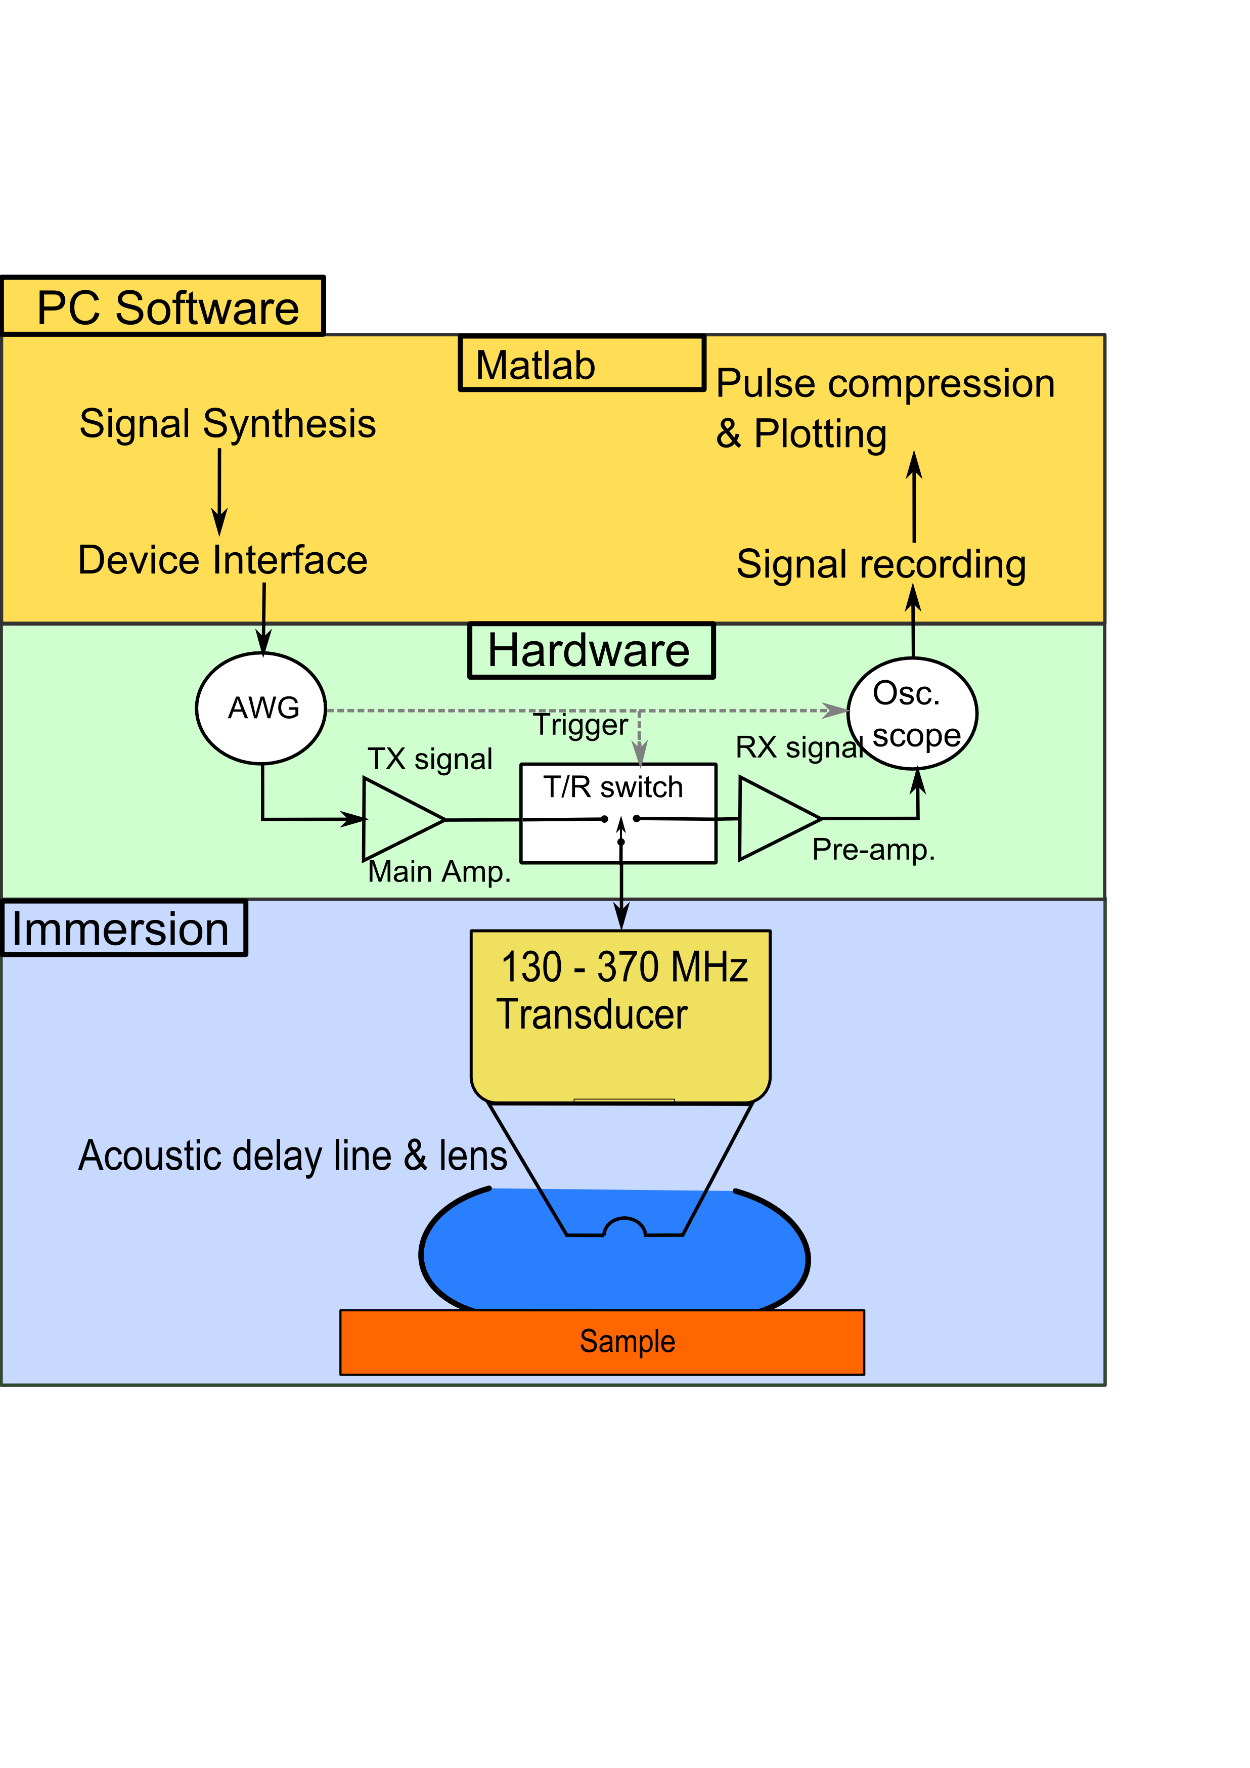 PC Software
Matlab
Pulse compression
& Plotting
Signal Synthesis
Device Interface
Signal recording
Hardware
AWG
Osc.
scope
Trigger
TX signal
RX signal
T/R switch
Main Amp.
Pre-amp.
Immersion
130 - 370 MHz
Transducer
Acoustic delay line & lens
Sample